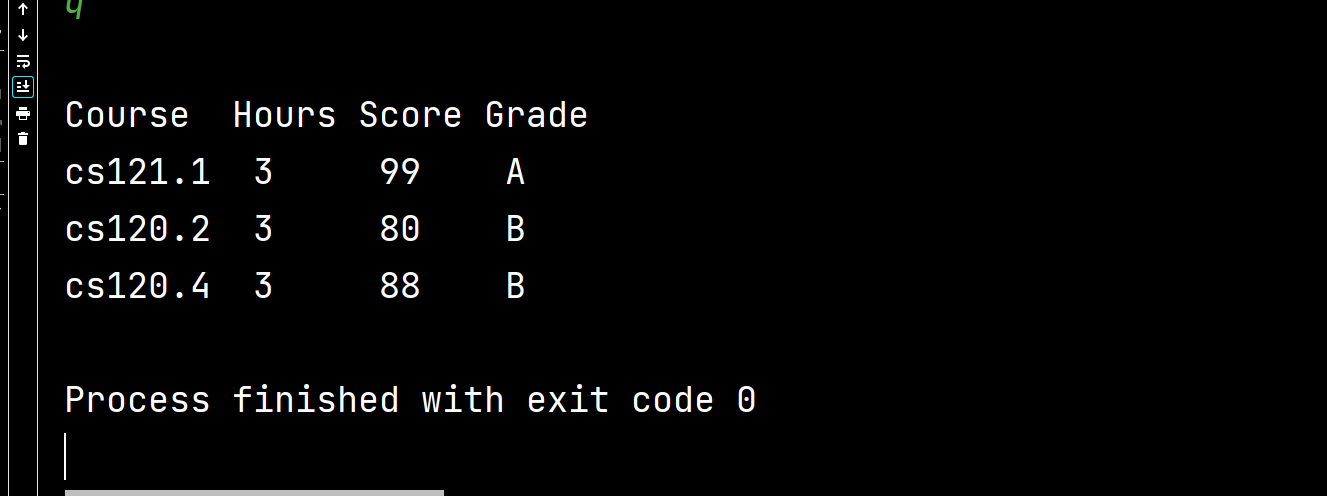 q
Course  Hours Score Grade
cs121.1  3     99    A
cs120.2  3     80    B
cs120.4  3     88    B
Process finished with exit code 0